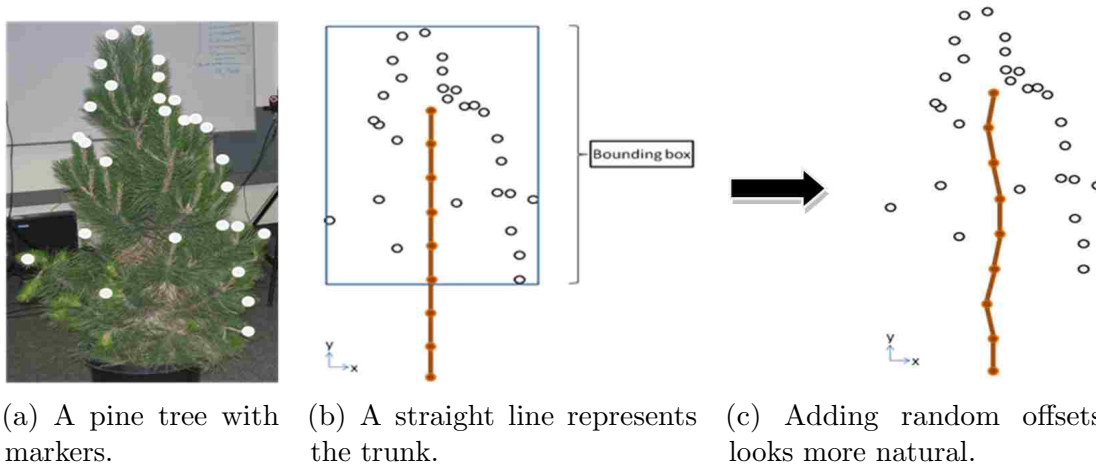 Bounding box
y
x
y
x
(a) A pine tree with
markers.
(b) A straight line represents
the trunk.
(c) Adding random offsets
looks more natural.